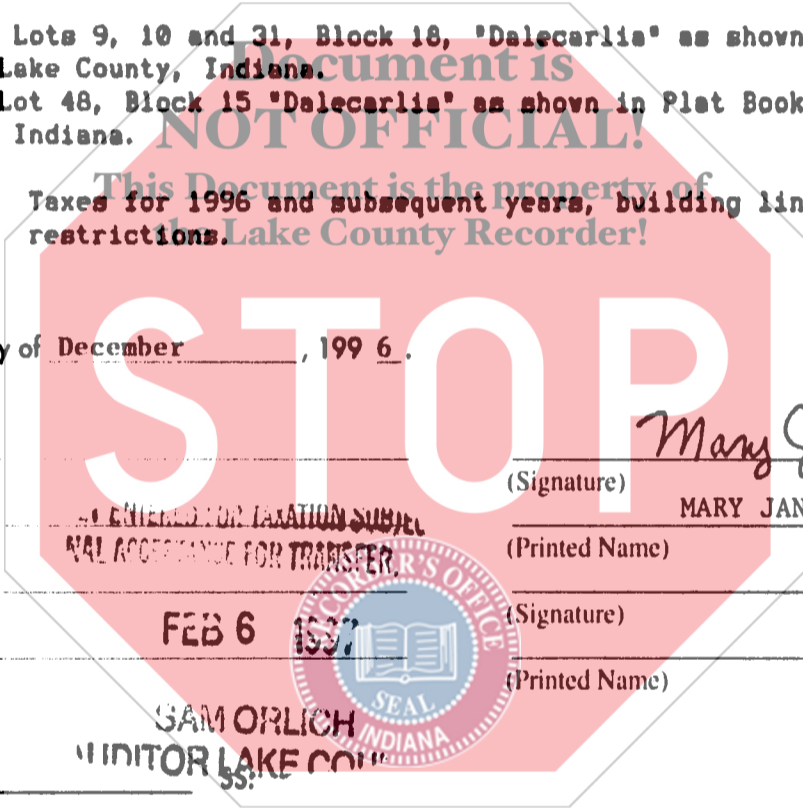 Lots 9, 10 and 31, Block 18, "Dalecarlia" as shown
Lake County, Indiana.
Document is
Lot 48, Block 15 "Dalecarlia" as shown in Plat Book
Indiana.
NOT OFFICIAL!
This Document is the property of
Taxes for 1996 and subsequent years, building lin
the Lake County Recorder!
restrictions.
y of December , 199 6 .
STOP
Mary
(Signature)
ENTERED FOR TAXATION SUBJEC
MARY JAN
NAL ACCEPTANCE FOR TRANSFER.
(Printed Name)
RECORDER'S OFFICE
FEB 6 1997
(Signature)
(Printed Name)
SEAL
INDIANA
SAM ORLICH
AUDITOR LAKE COU
SS: